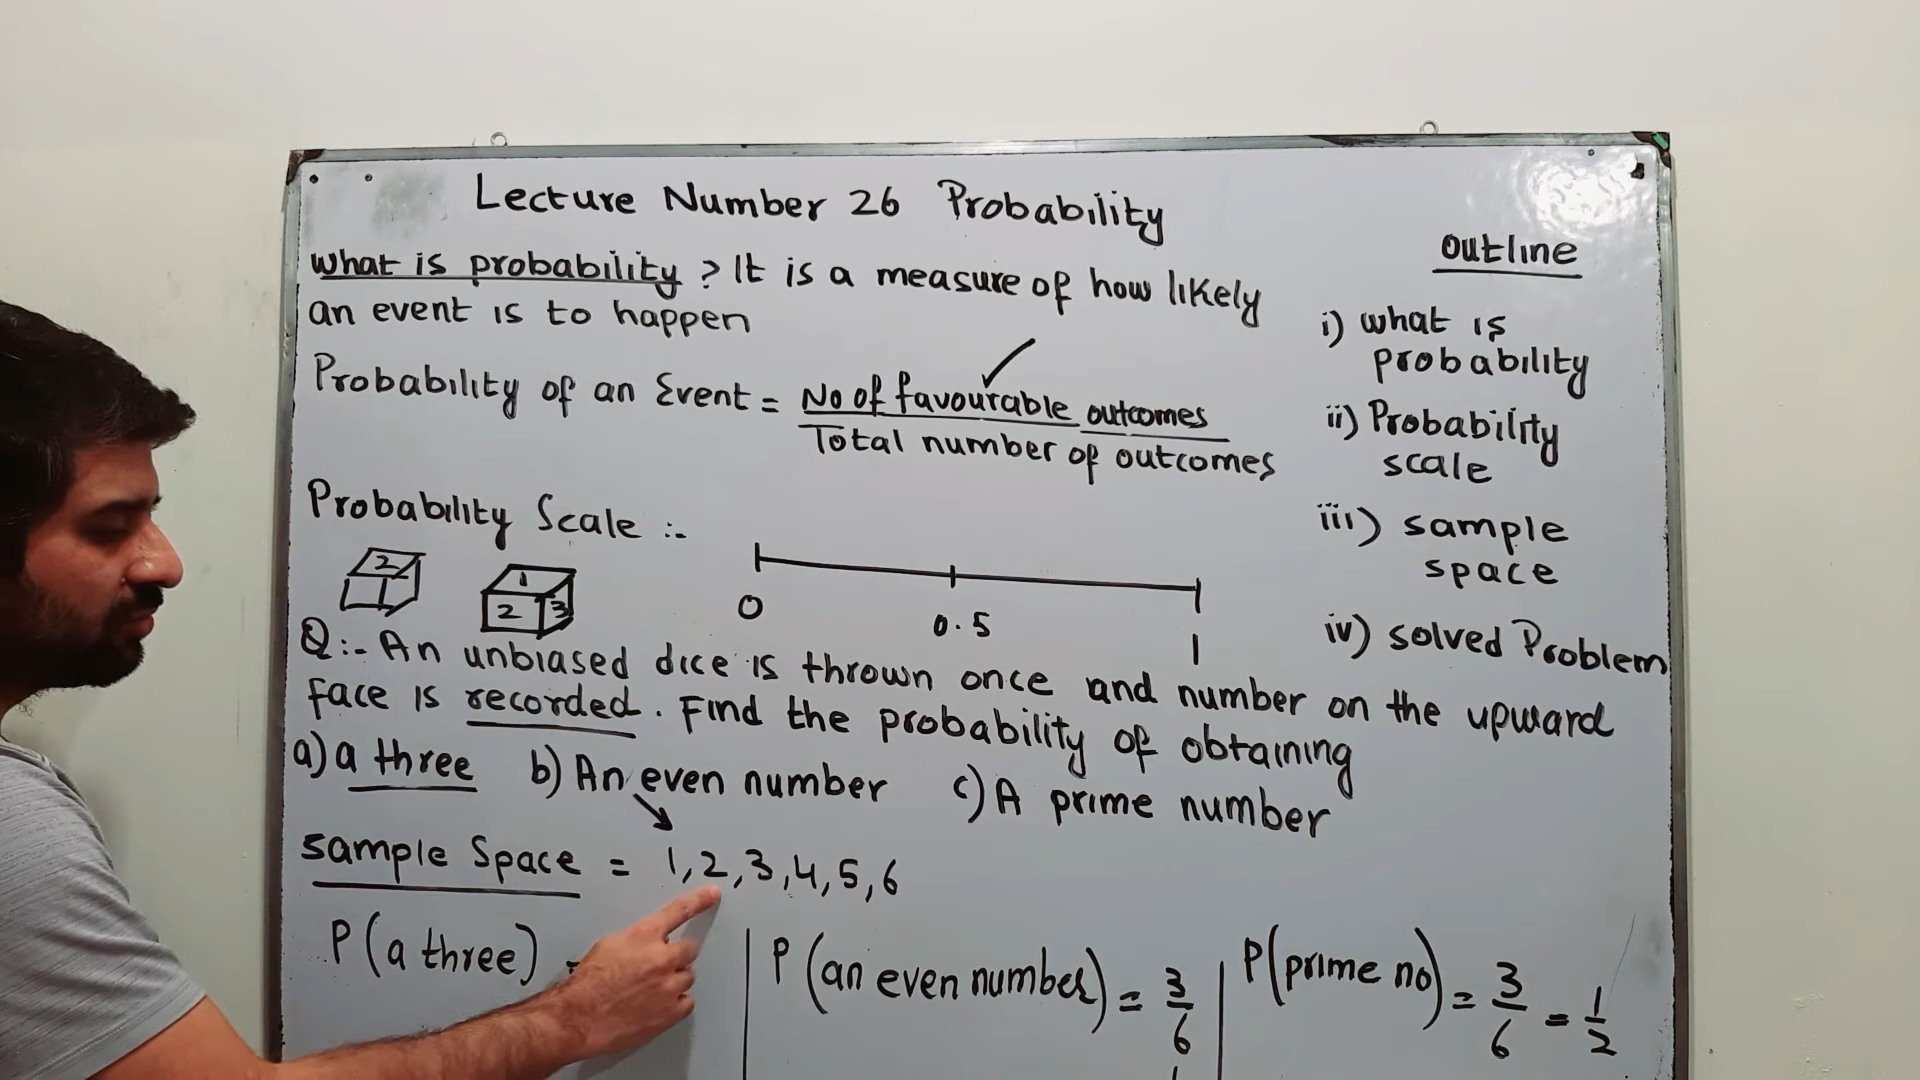 Lecture Number 26 Probability
what is probability ? It is a measure of how likely
an event is to happen
Probability of an Event = No of favourable outcomes
Total number of outcomes
Probability Scale :-
2
1
2 3
0
0.5
1
Q:- An unbiased dice is thrown once and number on the upward
face is recorded. Find the probability of obtaining
a) a three b) An even number c) A prime number
Sample Space = 1,2,3,4,5,6
P(a three) =
P(an even number) = 3/6
P(prime no) = 3/6 = 1/2
outline
i) what is
probability
ii) Probability
scale
iii) sample
space
iv) solved Problem